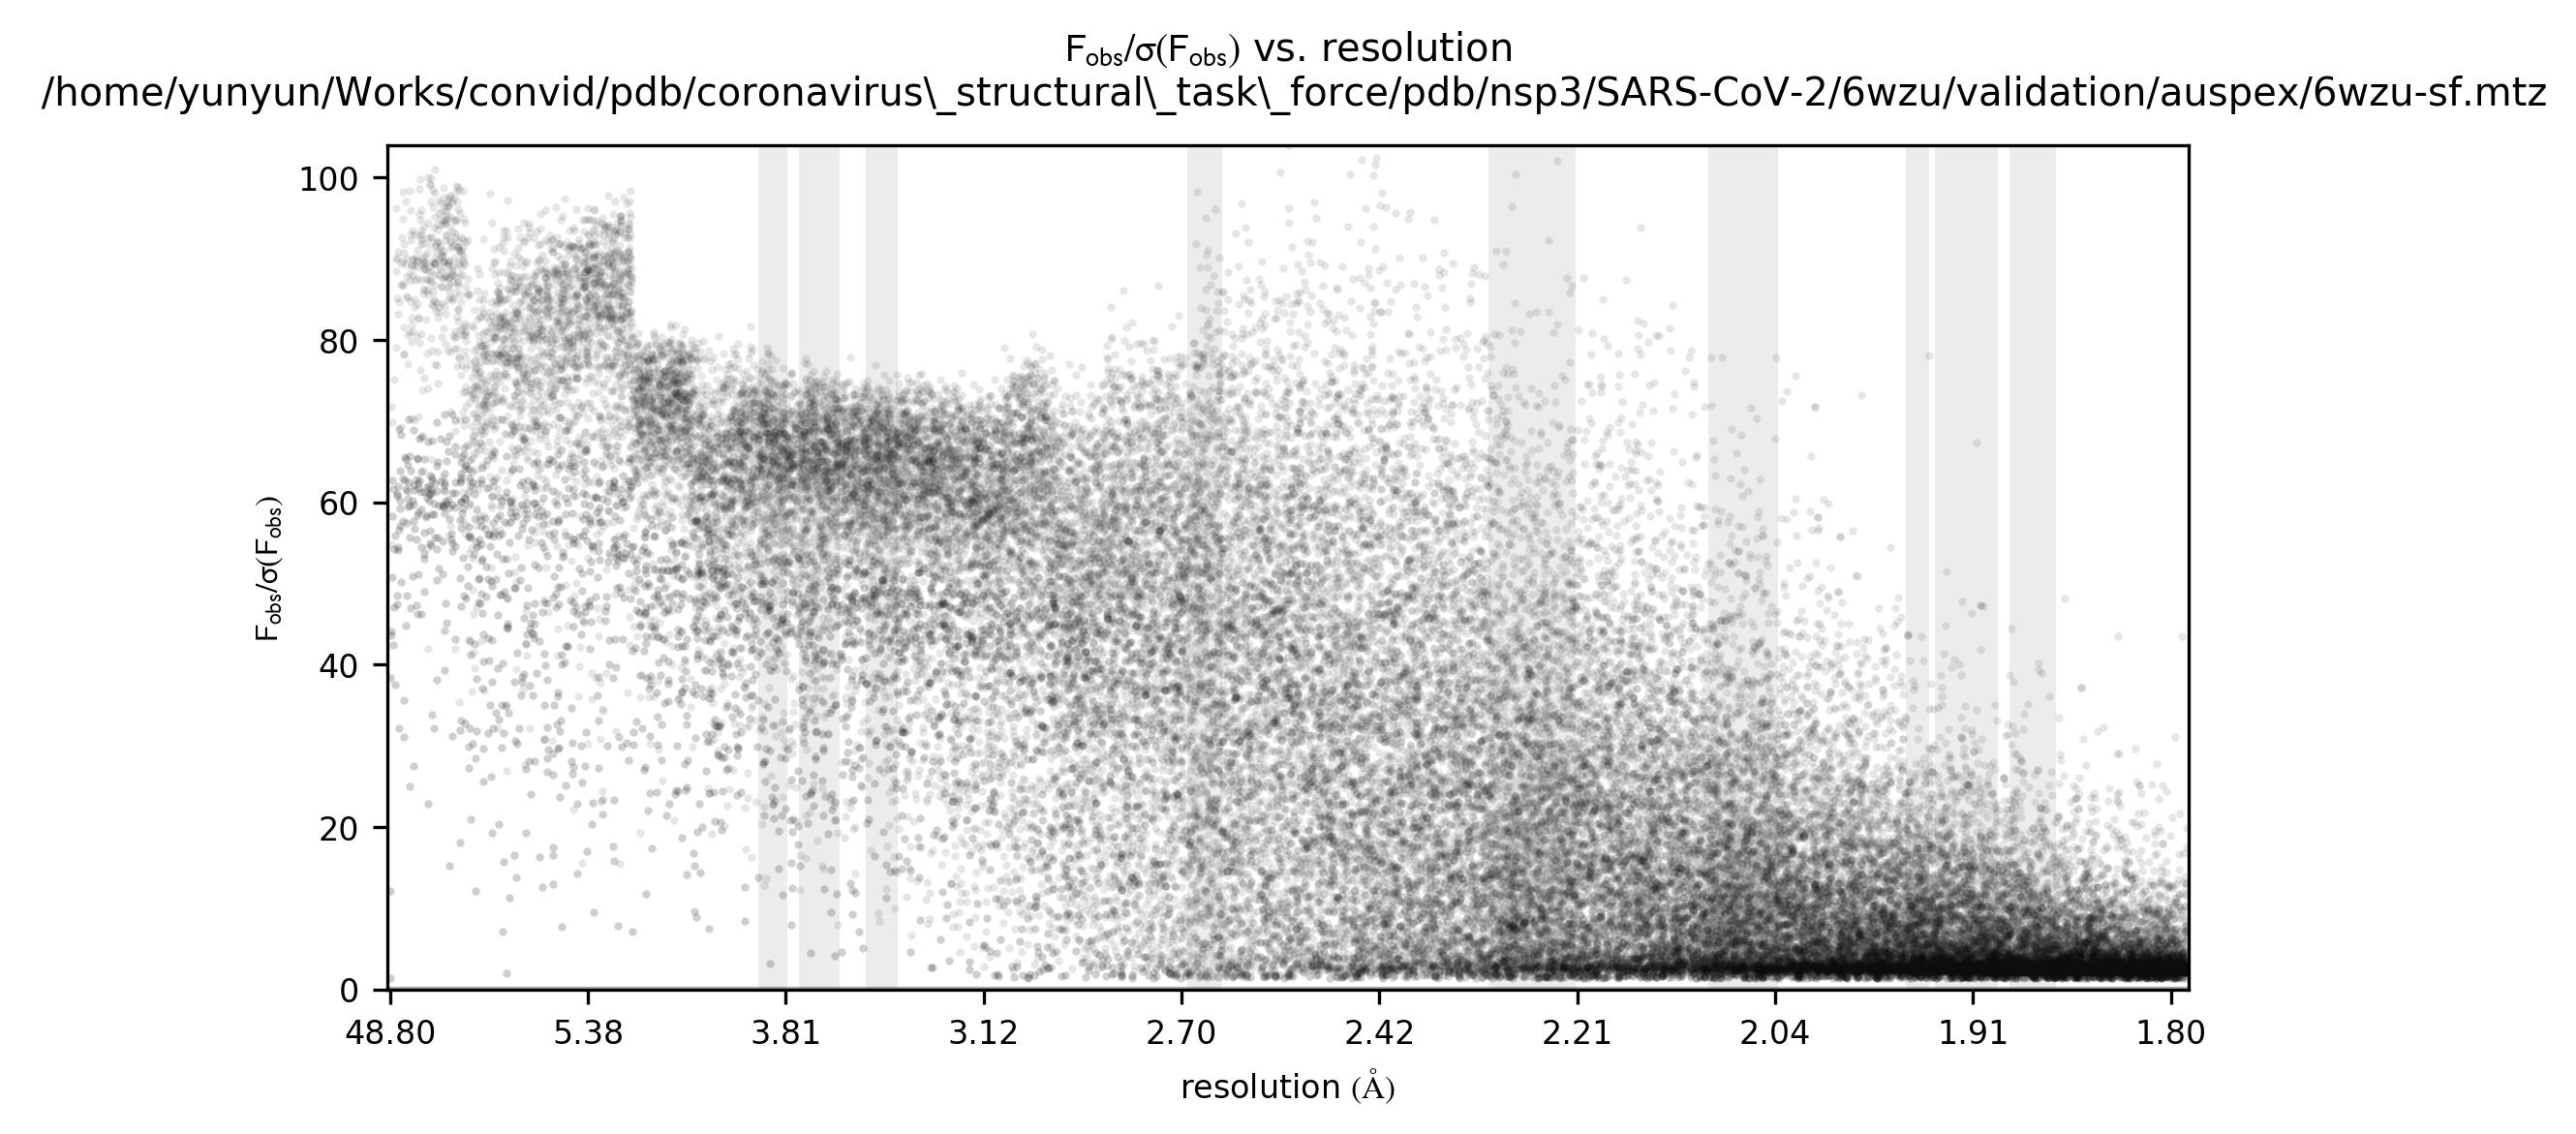 Fobs/σ(Fobs) vs. resolution
/home/yunyun/Works/convid/pdb/coronavirus\_structural\_task\_force/pdb/nsp3/SARS-CoV-2/6wzu/validation/auspex/6wzu-sf.mtz
Fobs/σ(Fobs)
100
80
60
40
20
0
48.80 5.38 3.81 3.12 2.70 2.42 2.21 2.04 1.91 1.80
resolution (Å)